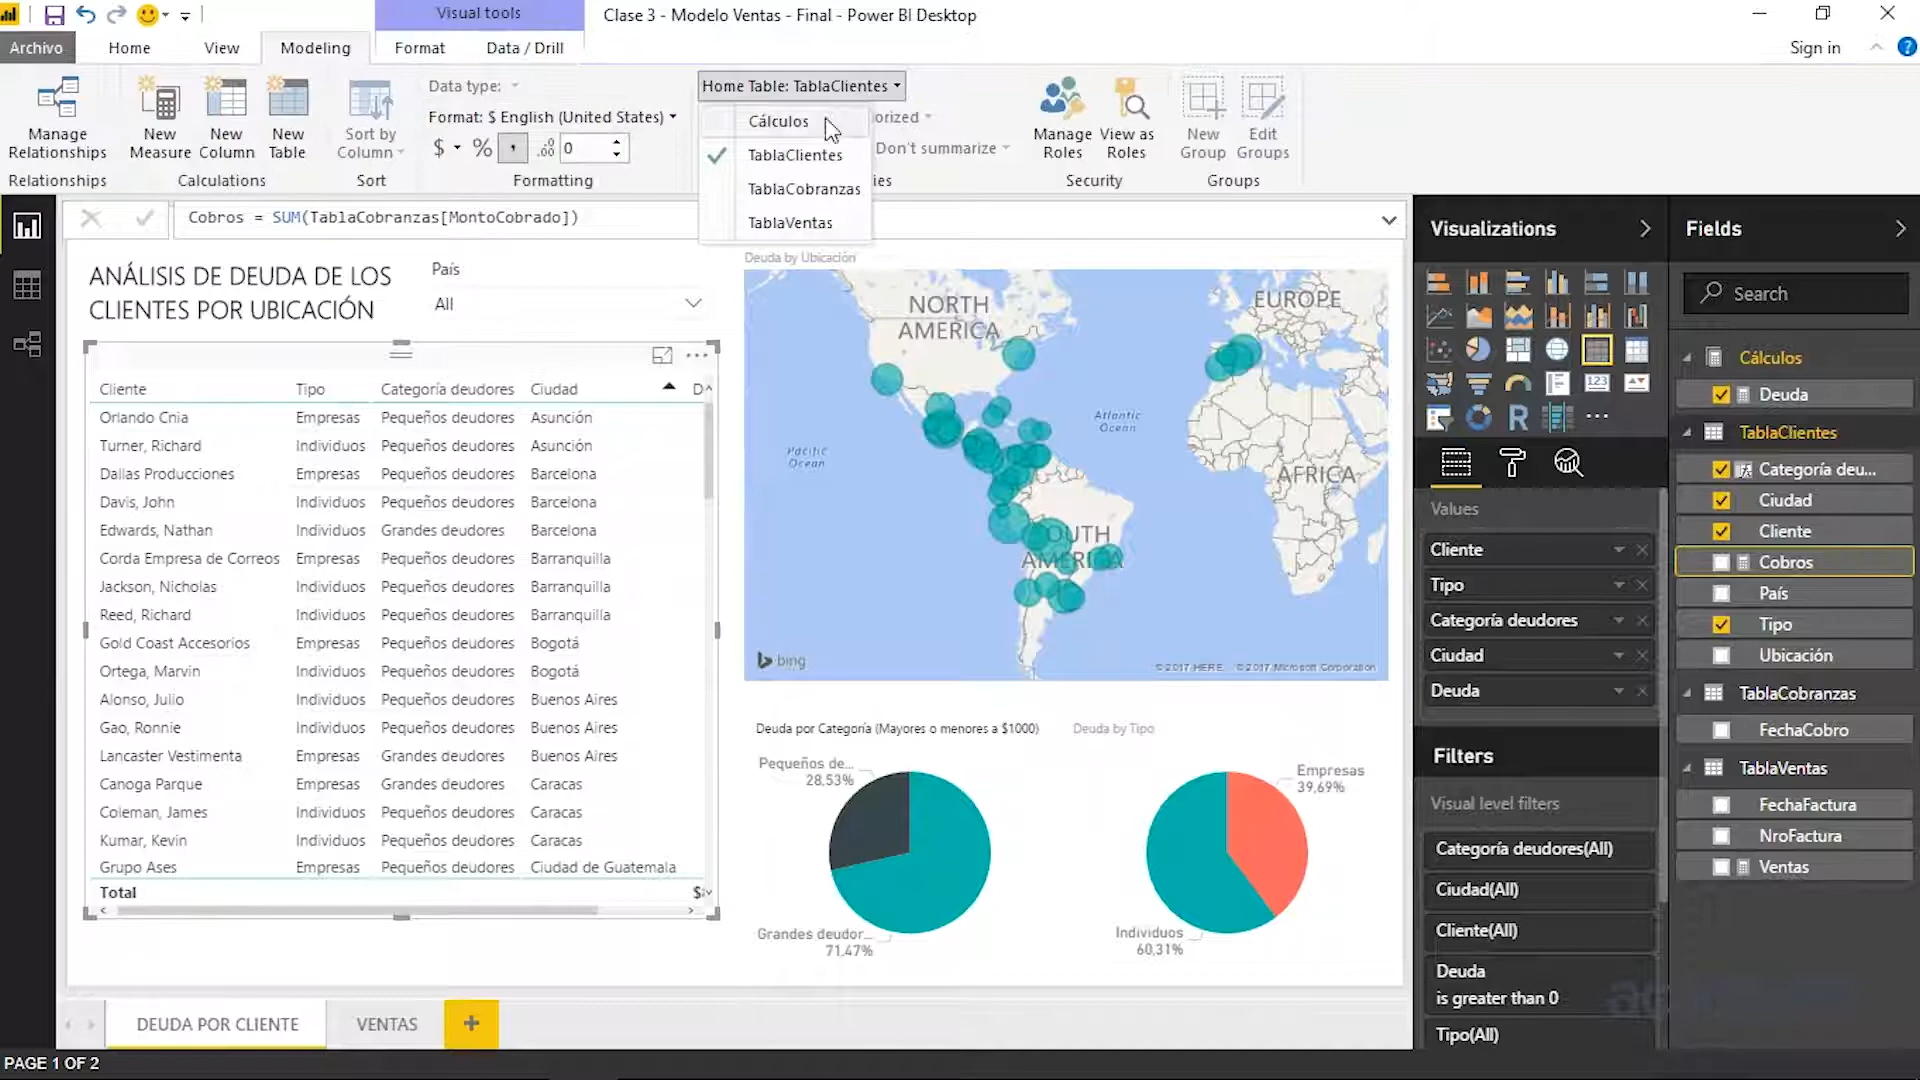 Visual tools
Clase 3 - Modelo Ventas - Final - Power BI Desktop
Archivo
Home
View
Modeling
Format
Data / Drill
Sign in
Manage Relationships
Relationships
New Measure
New Column
New Table
Calculations
Sort by Column
Sort
Data type:
Format: $ English (United States)
$ % , .00 0
Formatting
Home Table: TablaClientes
Cálculos
TablaClientes
TablaCobranzas
TablaVentas
orized
Don't summarize
ies
Manage Roles
View as Roles
Security
New Group
Edit Groups
Groups
Cobros = SUM(TablaCobranzas[MontoCobrado])
ANÁLISIS DE DEUDA DE LOS
CLIENTES POR UBICACIÓN
País
All
Cliente Tipo Categoría deudores Ciudad D
Orlando Cnia Empresas Pequeños deudores Asunción
Turner, Richard Individuos Pequeños deudores Asunción
Dallas Producciones Empresas Pequeños deudores Barcelona
Davis, John Individuos Pequeños deudores Barcelona
Edwards, Nathan Individuos Grandes deudores Barcelona
Corda Empresa de Correos Empresas Pequeños deudores Barranquilla
Jackson, Nicholas Individuos Pequeños deudores Barranquilla
Reed, Richard Individuos Pequeños deudores Barranquilla
Gold Coast Accesorios Empresas Pequeños deudores Bogotá
Ortega, Marvin Individuos Pequeños deudores Bogotá
Alonso, Julio Individuos Pequeños deudores Buenos Aires
Gao, Ronnie Individuos Pequeños deudores Buenos Aires
Lancaster Vestimenta Empresas Grandes deudores Buenos Aires
Canoga Parque Empresas Grandes deudores Caracas
Coleman, James Individuos Pequeños deudores Caracas
Kumar, Kevin Individuos Pequeños deudores Caracas
Grupo Ases Empresas Pequeños deudores Ciudad de Guatemala
Total
Deuda by Ubicación
NORTH
AMERICA
EUROPE
Atlantic
Ocean
Pacific
Ocean
AFRICA
SOUTH
AMERICA
bing
© 2017 HERE © 2017 Microsoft Corporation
Deuda por Categoría (Mayores o menores a $1000)
Pequeños de...
28,53%
Grandes deudor...
71,47%
Deuda by Tipo
Empresas
39,69%
Individuos
60,31%
Visualizations
R
123
Values
Cliente
Tipo
Categoría deudores
Ciudad
Deuda
Filters
Visual level filters
Categoría deudores(All)
Ciudad(All)
Cliente(All)
Deuda
is greater than 0
Tipo(All)
Fields
Search
Cálculos
Deuda
TablaClientes
Categoría deu...
Ciudad
Cliente
Cobros
País
Tipo
Ubicación
TablaCobranzas
FechaCobro
TablaVentas
FechaFactura
NroFactura
Ventas
DEUDA POR CLIENTE
VENTAS
PAGE 1 OF 2